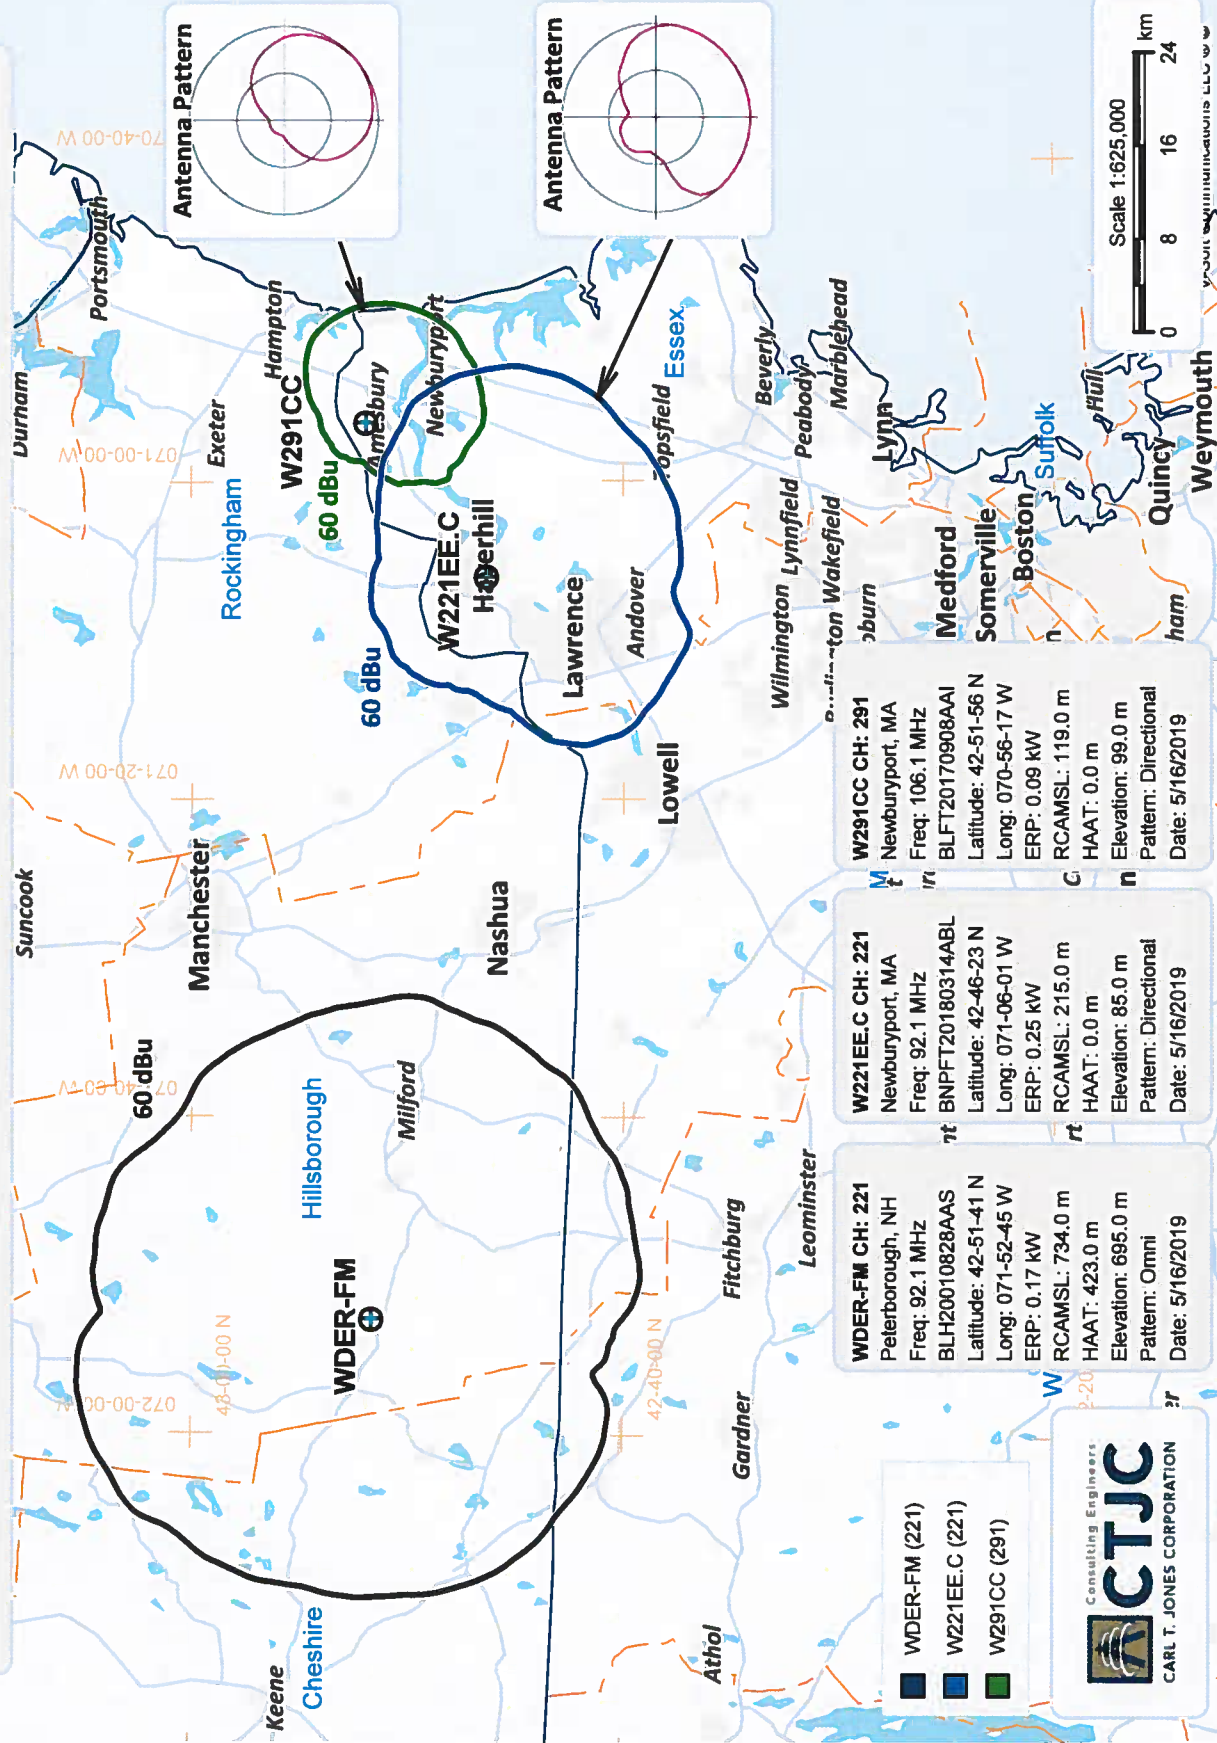 Durham
Portsmouth
070-40-00 W
Antenna Pattern
Suncook
Exeter
Hampton
071-00-00 W
W291CC
60 dBu
Rockingham
Amesbury
Newburyport
Antenna Pattern
071-20-00 W
Manchester
60 dBu
W221EE.C
Haverhill
Lawrence
Andover
Essex
Beverly
Peabody
Marblehead
Lynn
Lynnfield
Wakefield
Wilmington
Medford
Somerville
Boston
Suffolk
Hull
Quincy
Weymouth
Nashua
Lowell
60 dBu
Hillsborough
Milford
WDER-FM
072-00-00 W
43-00-00 N
42-40-00 N
Keene
Cheshire
Fitchburg
Leominster
Gardner
Athol
WDER-FM CH: 221
Peterborough, NH
Freq: 92.1 MHz
BLH20010828AAS
Latitude: 42-51-41 N
Long: 071-52-45 W
ERP: 0.17 kW
RCAMSL: 734.0 m
HAAT: 423.0 m
Elevation: 695.0 m
Pattern: Omni
Date: 5/16/2019
W221EE.C CH: 221
Newburyport, MA
Freq: 92.1 MHz
BNPFT20180314ABL
Latitude: 42-46-23 N
Long: 071-06-01 W
ERP: 0.25 kW
RCAMSL: 215.0 m
HAAT: 0.0 m
Elevation: 85.0 m
Pattern: Directional
Date: 5/16/2019
W291CC CH: 291
Newburyport, MA
Freq: 106.1 MHz
BLFT20170908AAI
Latitude: 42-51-56 N
Long: 070-56-17 W
ERP: 0.09 kW
RCAMSL: 119.0 m
HAAT: 0.0 m
Elevation: 99.0 m
Pattern: Directional
Date: 5/16/2019
WDER-FM (221)
W221EE.C (221)
W291CC (291)
Consulting Engineers
CTJC
CARL T. JONES CORPORATION
Scale 1:625,000
0 8 16 24 km